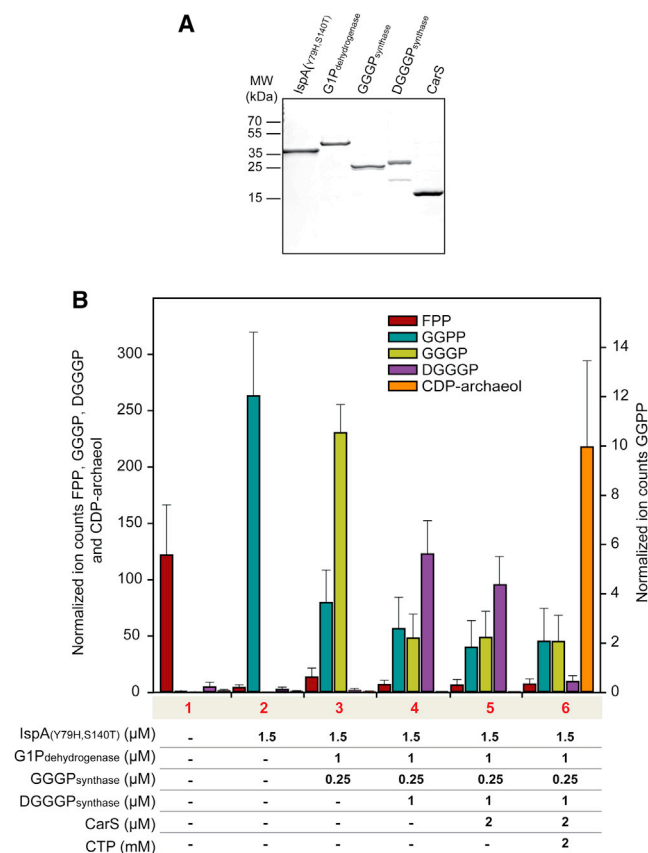 A
MW
(kDa)
IspA(Y79H,S140T)
G1Pdehydrogenase
GGGPsynthase
DGGGPsynthase
CarS
70
55
35
25
15
B
Normalized ion counts FPP, GGGP, DGGGP
and CDP-archaeol
300
250
200
150
100
50
0
FPP
GGPP
GGGP
DGGGP
CDP-archaeol
14
12
10
8
6
4
2
0
Normalized ion counts GGPP
1 2 3 4 5 6
IspA(Y79H,S140T) (μM) - 1.5 1.5 1.5 1.5 1.5
G1Pdehydrogenase (μM) - - 1 1 1 1
GGGPsynthase (μM) - - 0.25 0.25 0.25 0.25
DGGGPsynthase (μM) - - - 1 1 1
CarS (μM) - - - - 2 2
CTP (mM) - - - - - 2